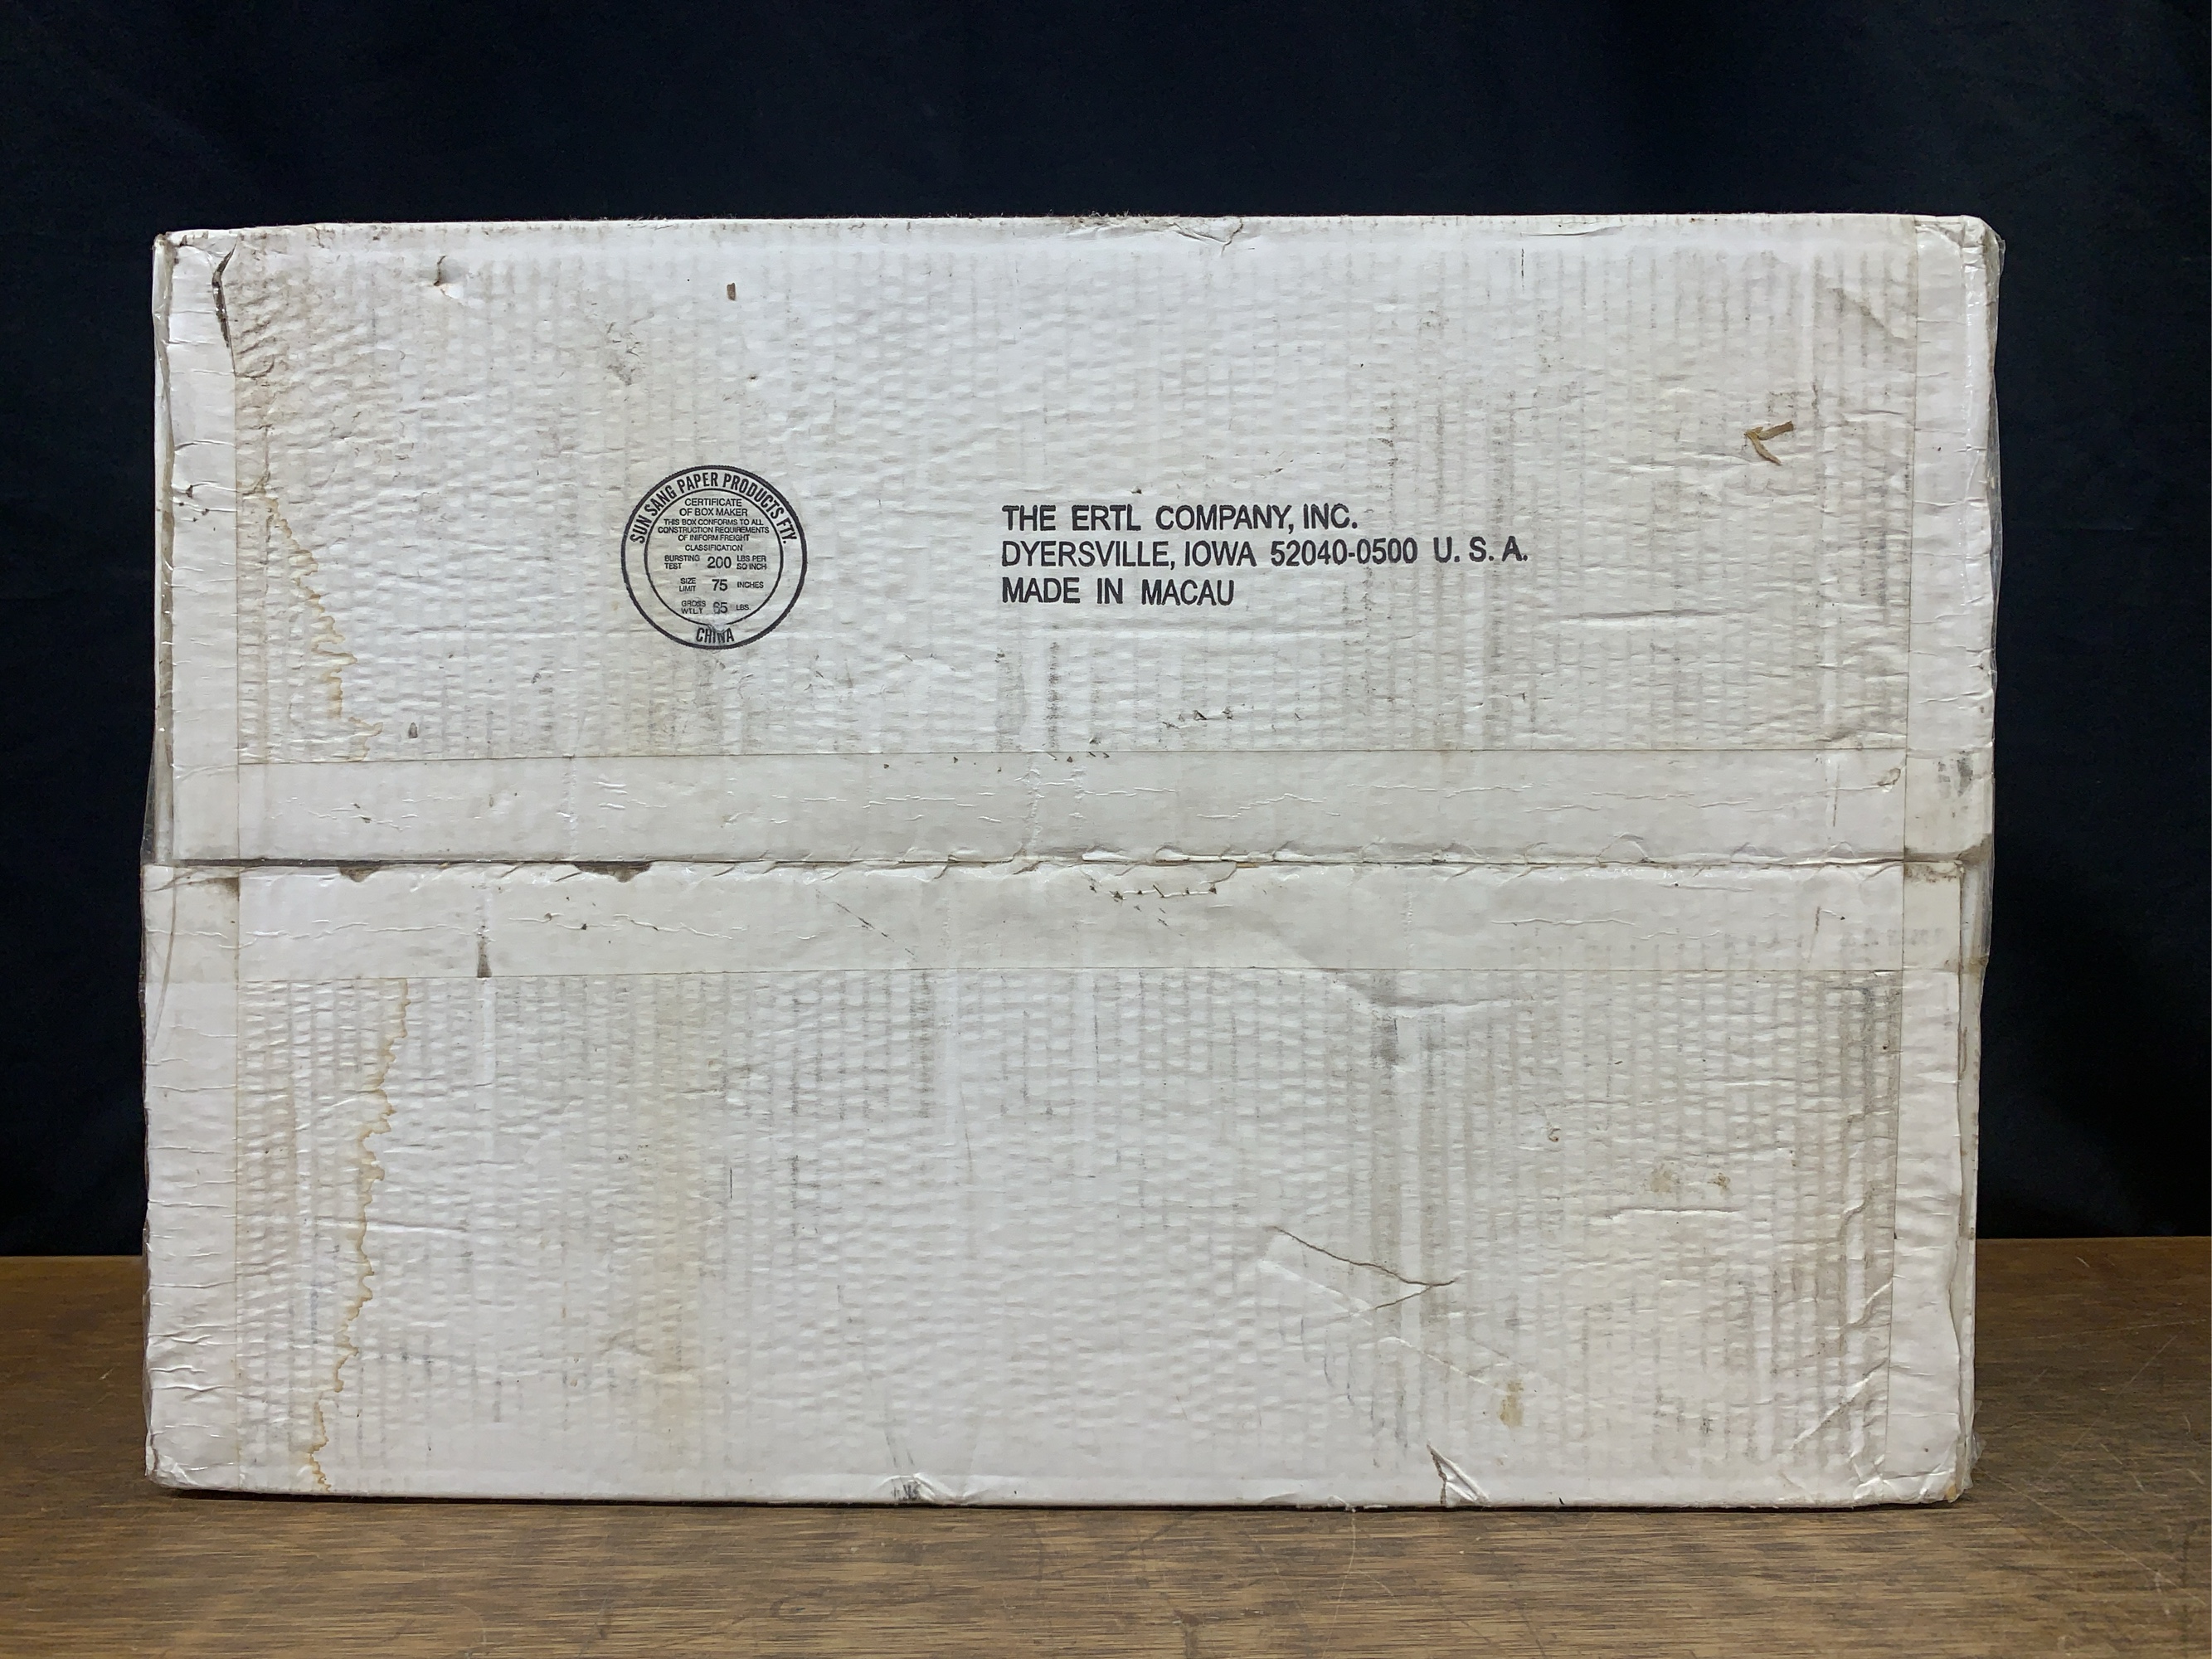 SUN SANG PAPER PRODUCTS FTY.
CERTIFICATE
OF BOX MAKER
THIS BOX CONFORMS TO ALL
CONSTRUCTION REQUIREMENTS
OF INIFORM FREIGHT
CLASSIFICATION
BURSTING TEST 200 LBS PER SQ INCH
SIZE LIMIT 75 INCHES
GROSS WT.L.T 65 LBS.
CHINA
THE ERTL COMPANY, INC.
DYERSVILLE, IOWA 52040-0500 U. S. A.
MADE IN MACAU